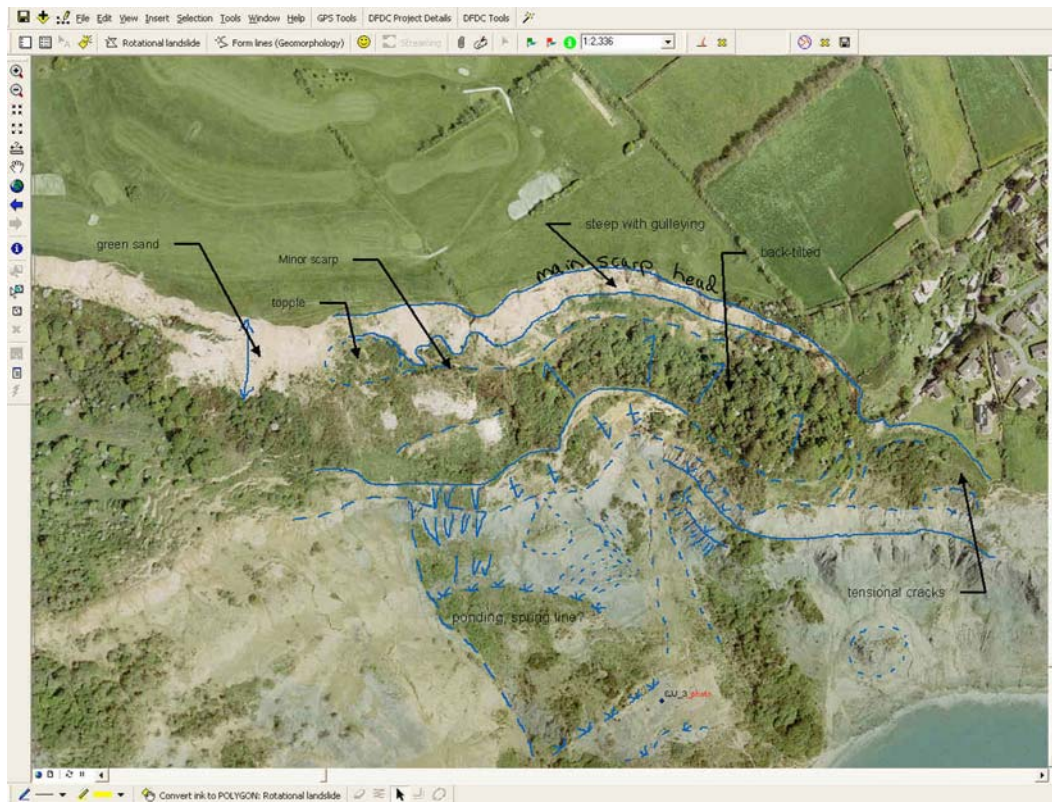 File Edit View Insert Selection Tools Window Help GPS Tools DFDC Project Details DFDC Tools
Rotational landslide Form lines (Geomorphology) Streaming 1:2,336
steep with gulleying
green sand
back-tilted
Minor scarp
main scarp head
topple
tensional cracks
ponding, spring line?
GU_3_photo
Convert ink to POLYGON: Rotational landslide